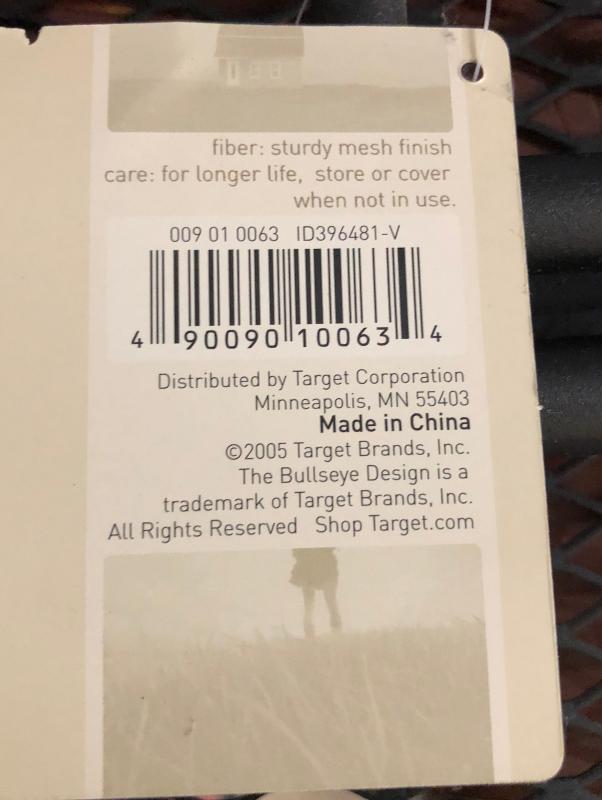 fiber: sturdy mesh finish
care: for longer life, store or cover
when not in use.
009 01 0063 ID396481-V
4 90090 10063 4
Distributed by Target Corporation
Minneapolis, MN 55403
Made in China
©2005 Target Brands, Inc.
The Bullseye Design is a
trademark of Target Brands, Inc.
All Rights Reserved Shop Target.com